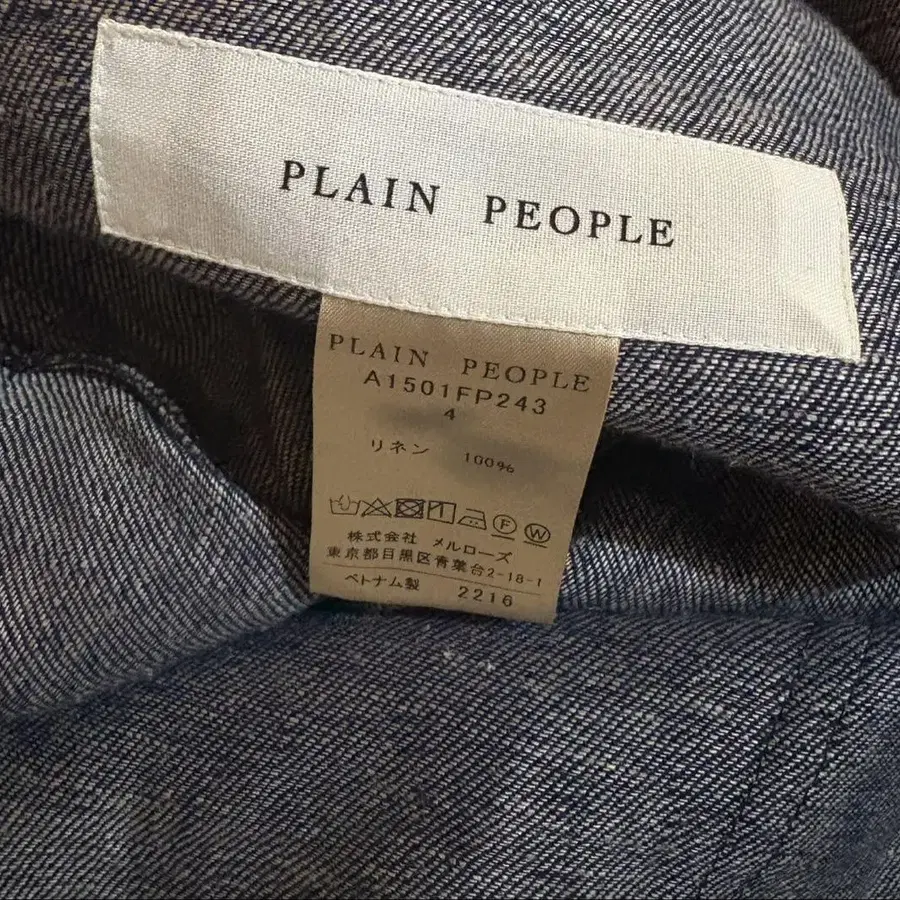 PLAIN PEOPLE
PLAIN PEOPLE
A1501FP243
4
リネン 100%
F W
株式会社 メルローズ
東京都目黒区青葉台2-18-1
ベトナム製 2216